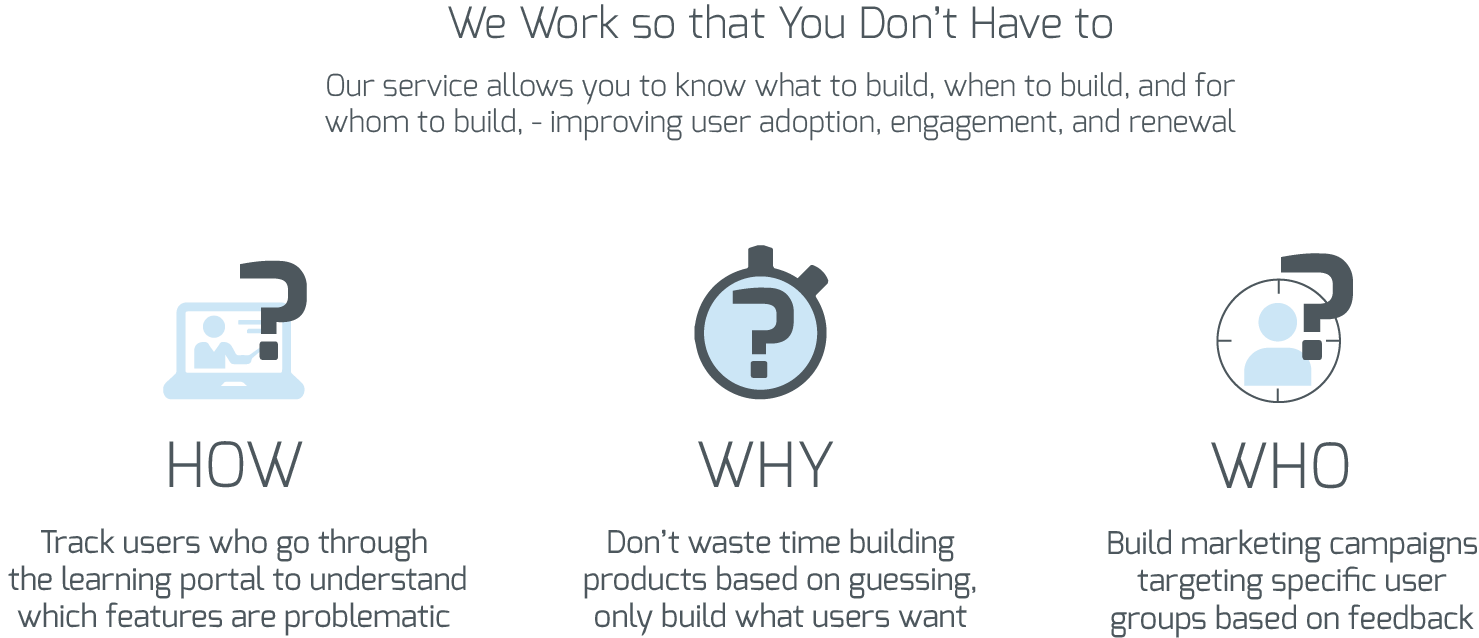 We Work so that You Don't Have to
Our service allows you to know what to build, when to build, and for
whom to build, - improving user adoption, engagement, and renewal
?
?
?
HOW
WHY
WHO
Track users who go through
the learning portal to understand
which features are problematic
Don't waste time building
products based on guessing,
only build what users want
Build marketing campaigns
targeting specific user
groups based on feedback